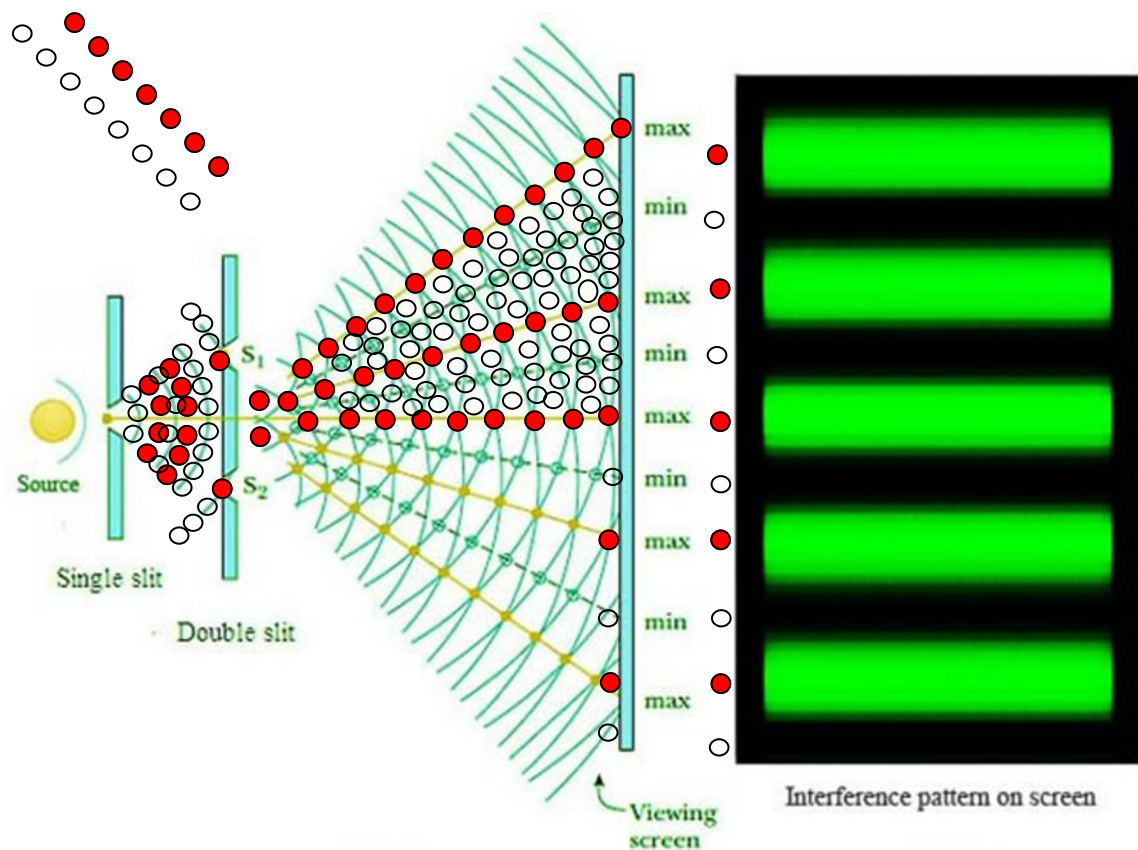 max
min
max
S1
min
max
Source
S2
min
max
Single slit
min
Double slit
max
Interference pattern on screen
Viewing
screen